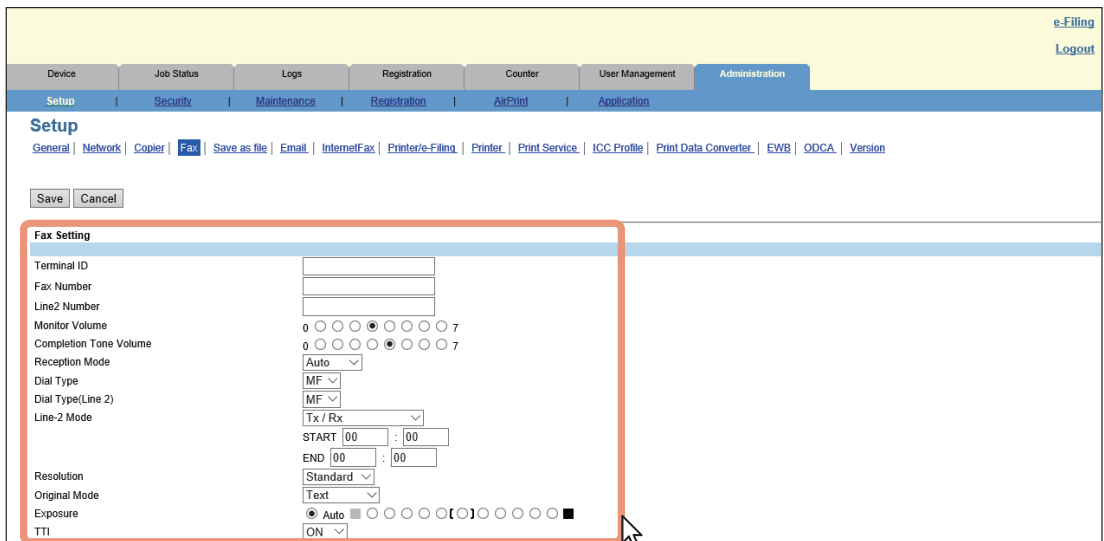 e-Filing
Logout
Device Job Status Logs Registration Counter User Management Administration
Setup | Security | Maintenance | Registration | AirPrint | Application
Setup
General | Network | Copier | Fax | Save as file | Email | InternetFax | Printer/e-Filing | Printer | Print Service | ICC Profile | Print Data Converter | EWB | ODCA | Version
Save Cancel
Fax Setting
Terminal ID
Fax Number
Line2 Number
Monitor Volume 0 7
Completion Tone Volume 0 7
Reception Mode Auto
Dial Type MF
Dial Type(Line 2) MF
Line-2 Mode Tx / Rx
START 00 : 00
END 00 : 00
Resolution Standard
Original Mode Text
Exposure Auto [ ]
TTI ON